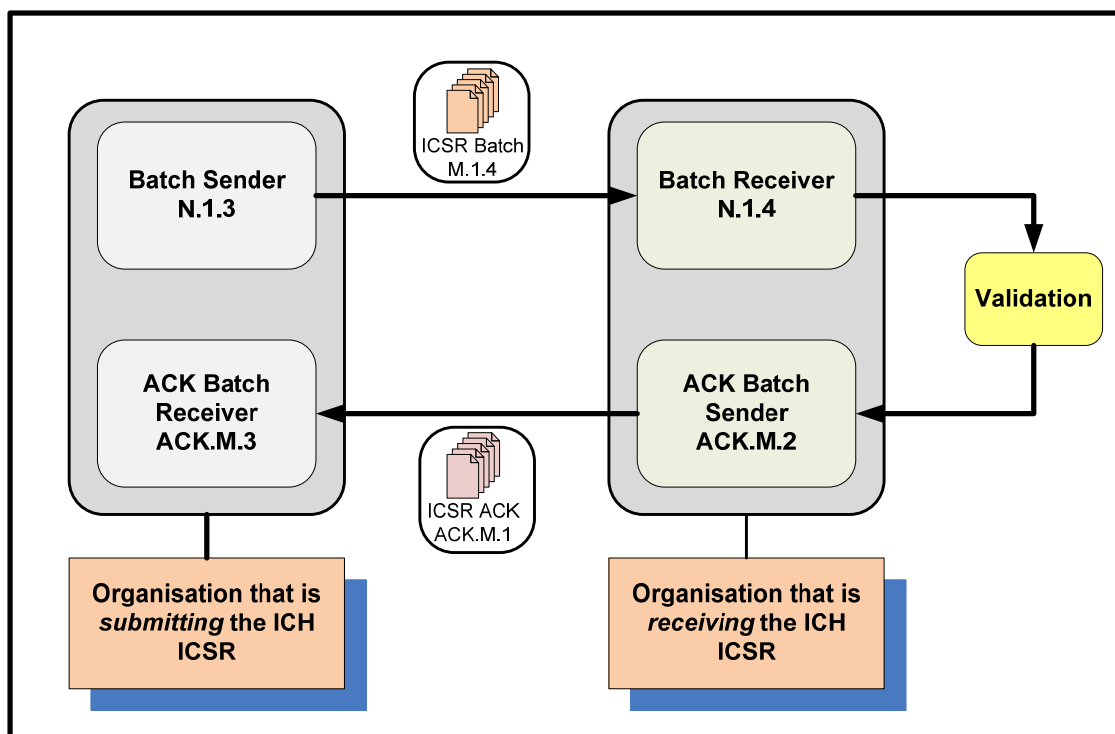 ICSR Batch
M.1.4
Batch Sender
N.1.3
Batch Receiver
N.1.4
Validation
ACK Batch
Receiver
ACK.M.3
ACK Batch
Sender
ACK.M.2
ICSR ACK
ACK.M.1
Organisation that is
submitting the ICH
ICSR
Organisation that is
receiving the ICH
ICSR